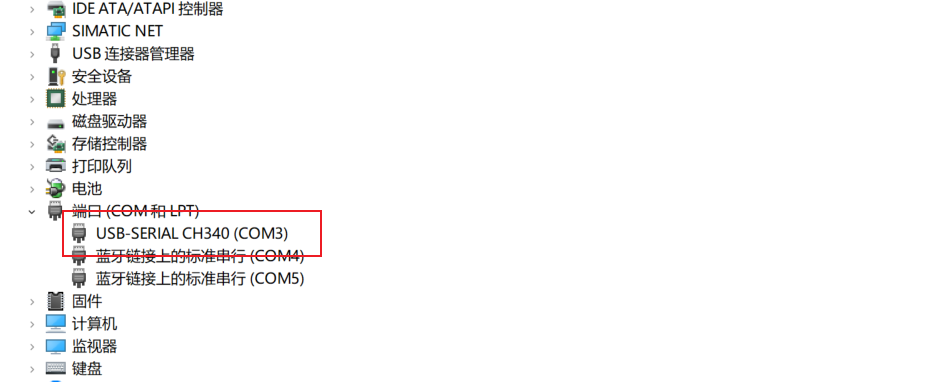 IDE ATA/ATAPI 控制器
SIMATIC NET
USB 连接器管理器
安全设备
处理器
磁盘驱动器
存储控制器
打印队列
电池
端口 (COM 和 LPT)
USB-SERIAL CH340 (COM3)
蓝牙链接上的标准串行 (COM4)
蓝牙链接上的标准串行 (COM5)
固件
计算机
监视器
键盘